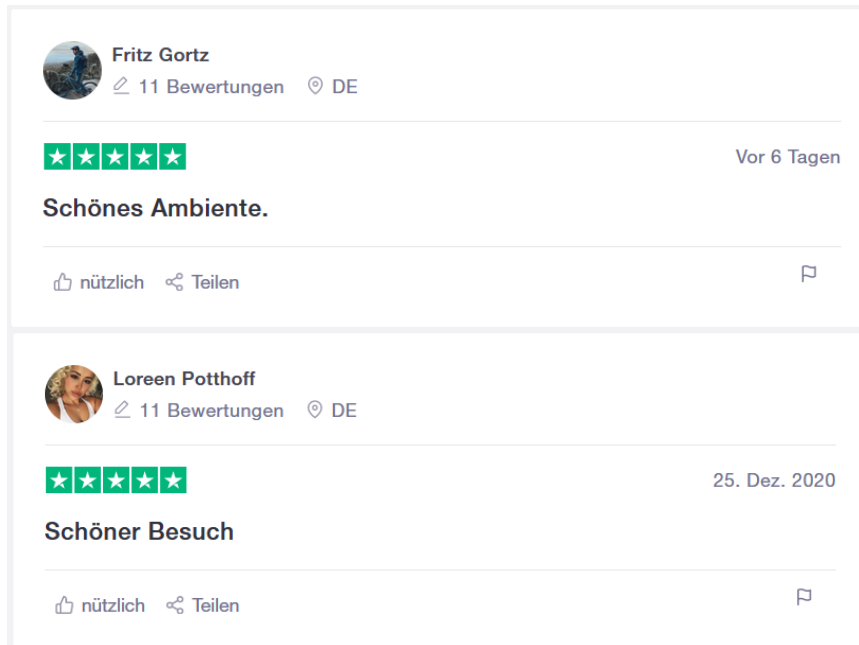 Fritz Gortz
11 Bewertungen DE
Vor 6 Tagen
Schönes Ambiente.
nützlich Teilen
Loreen Potthoff
11 Bewertungen DE
25. Dez. 2020
Schöner Besuch
nützlich Teilen